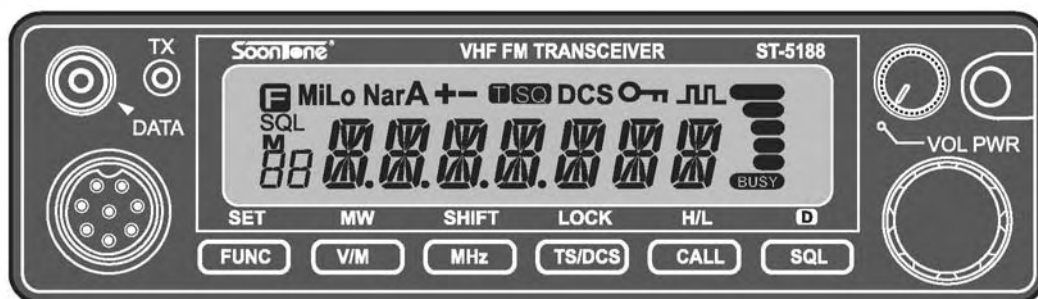 TX
DATA
SoonTone® VHF FM TRANSCEIVER ST-5188
F MiLo NarA +− T SQ DCS
SQL
M
BUSY
VOL PWR
SET MW SHIFT LOCK H/L D
FUNC V/M MHz TS/DCS CALL SQL